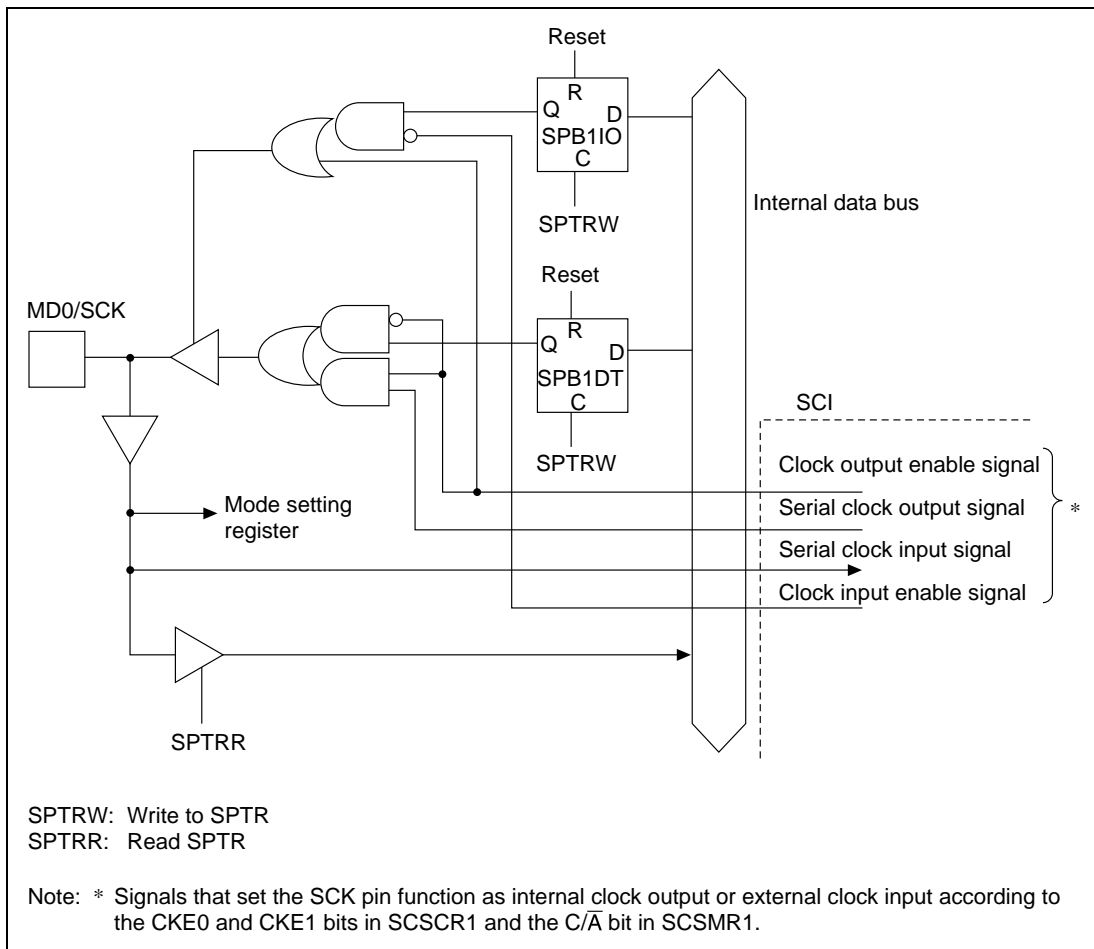 Reset
R
Q
D
SPB1IO
C
SPTRW
Internal data bus
Reset
MD0/SCK
R
Q
D
SPB1DT
C
SPTRW
SCI
Clock output enable signal
Serial clock output signal
Serial clock input signal
Clock input enable signal
*
Mode setting
register
SPTRR
SPTRW: Write to SPTR
SPTRR: Read SPTR
Note: * Signals that set the SCK pin function as internal clock output or external clock input according to
the CKE0 and CKE1 bits in SCSCR1 and the C/A̅ bit in SCSMR1.